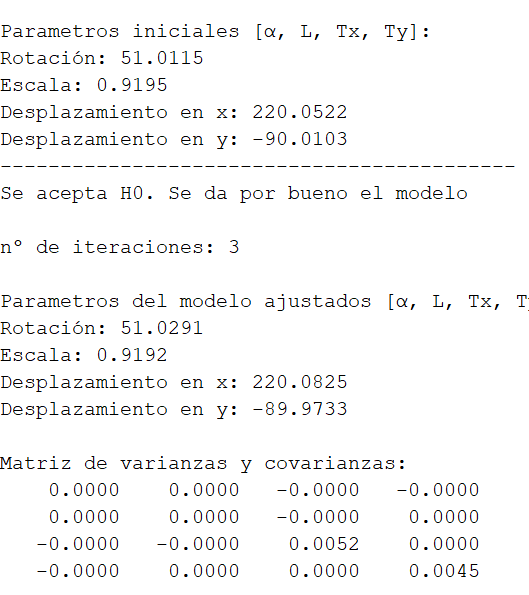 Parametros iniciales [α, L, Tx, Ty]:
Rotación: 51.0115
Escala: 0.9195
Desplazamiento en x: 220.0522
Desplazamiento en y: -90.0103
-------------------------------------------
Se acepta H0. Se da por bueno el modelo
nº de iteraciones: 3
Parametros del modelo ajustados [α, L, Tx, T
Rotación: 51.0291
Escala: 0.9192
Desplazamiento en x: 220.0825
Desplazamiento en y: -89.9733
Matriz de varianzas y covarianzas:
0.0000 0.0000 -0.0000 -0.0000
0.0000 0.0000 -0.0000 0.0000
-0.0000 -0.0000 0.0052 0.0000
-0.0000 0.0000 0.0000 0.0045